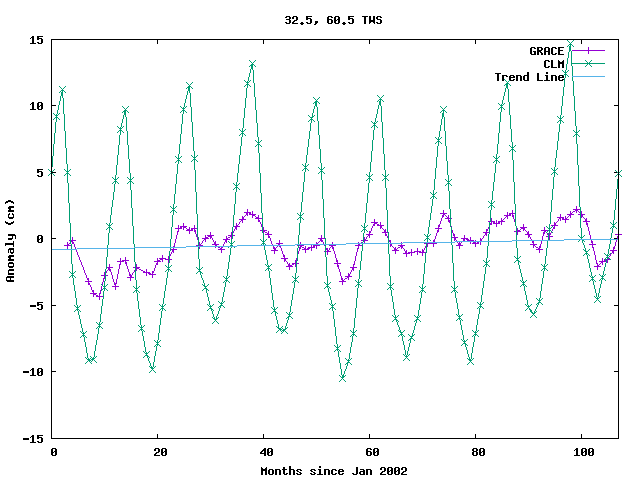 32.5, 60.5 TWS
GRACE
CLM
Trend Line
15
10
5
0
-5
-10
-15
Anomaly (cm)
0 20 40 60 80 100
Months since Jan 2002